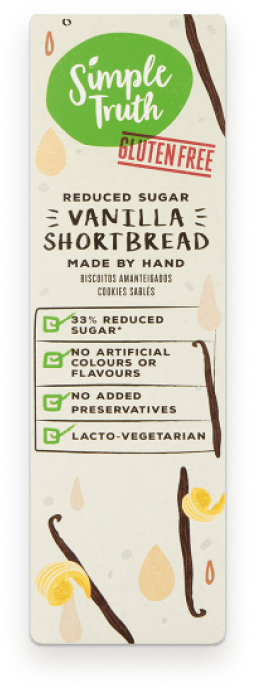 Simple
Truth
GLUTEN FREE
REDUCED SUGAR
VANILLA
SHORTBREAD
MADE BY HAND
BISCOITOS AMANTEIGADOS
COOKIES SABLÉS
33% REDUCED
SUGAR*
NO ARTIFICIAL
COLOURS OR
FLAVOURS
NO ADDED
PRESERVATIVES
LACTO-VEGETARIAN